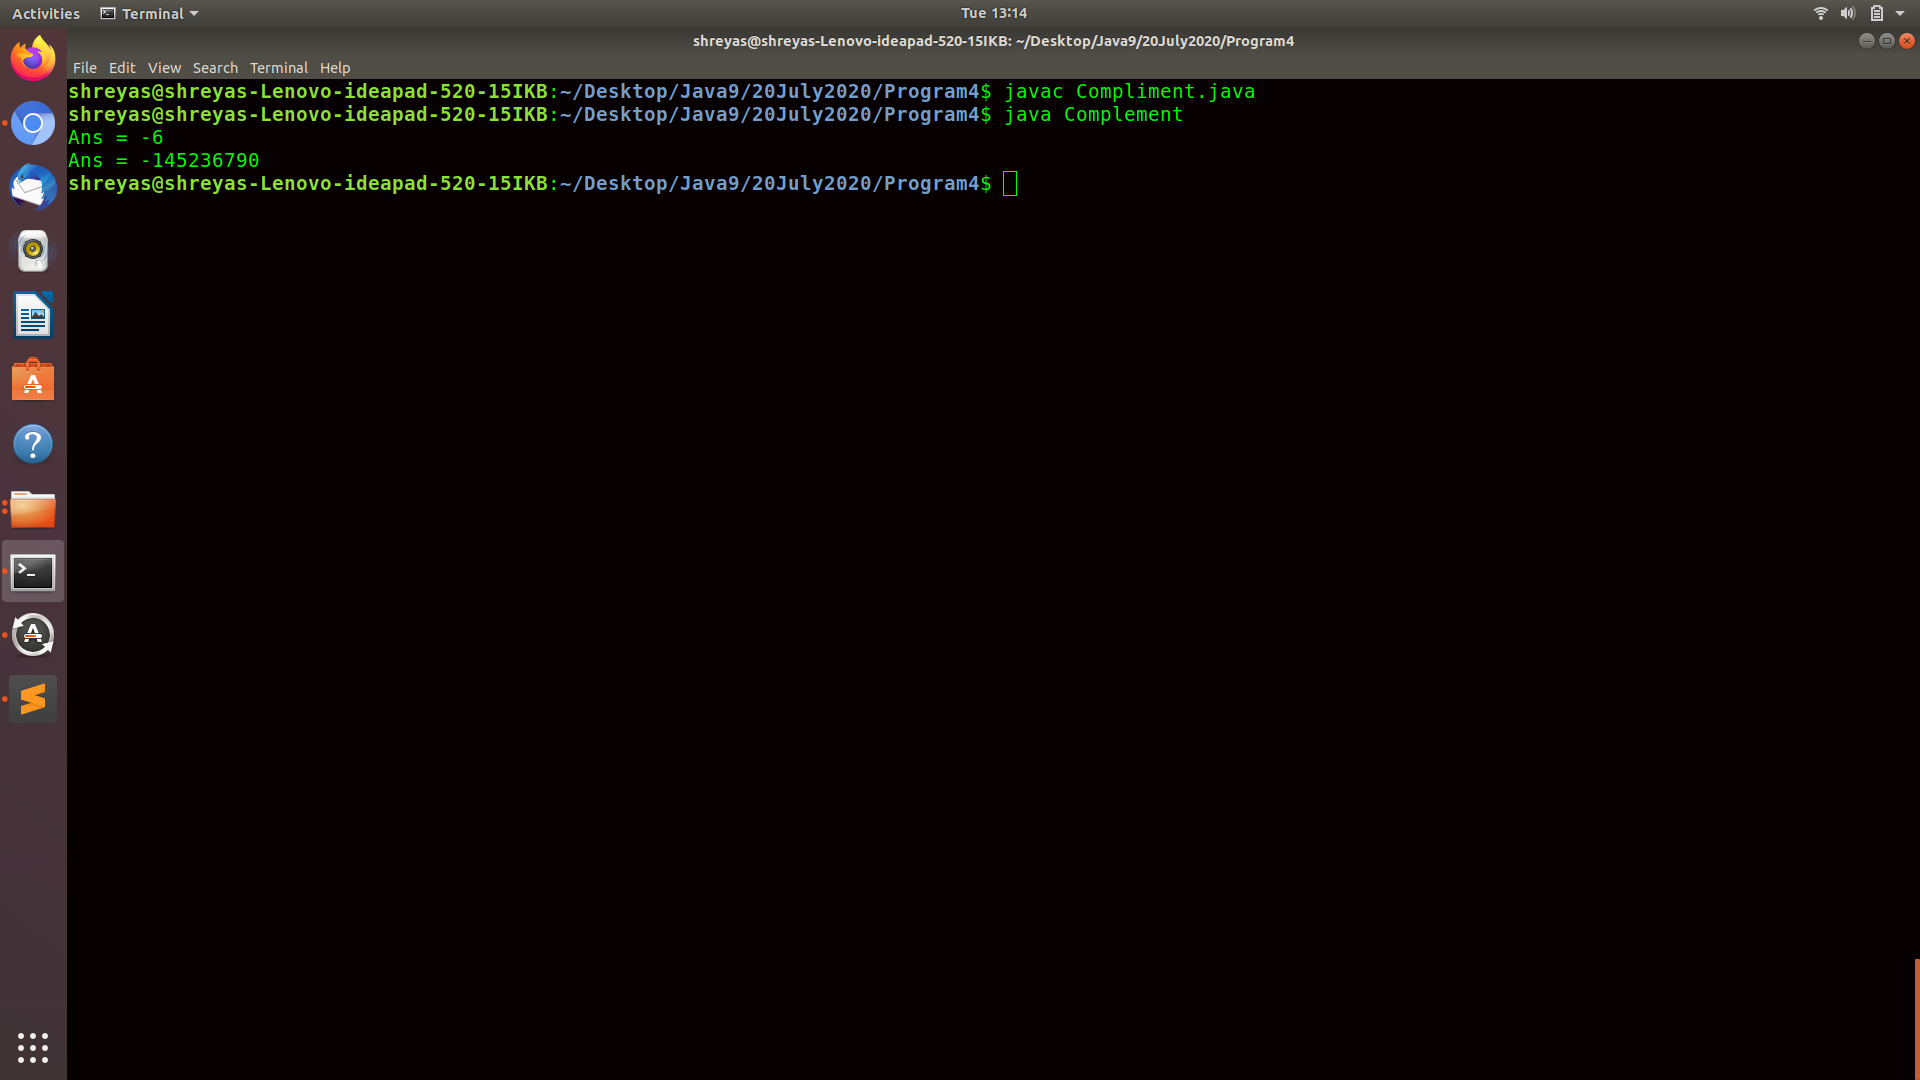 Activities Terminal Tue 13:14
shreyas@shreyas-Lenovo-ideapad-520-15IKB: ~/Desktop/Java9/20July2020/Program4
File Edit View Search Terminal Help
shreyas@shreyas-Lenovo-ideapad-520-15IKB:~/Desktop/Java9/20July2020/Program4$ javac Compliment.java
shreyas@shreyas-Lenovo-ideapad-520-15IKB:~/Desktop/Java9/20July2020/Program4$ java Complement
Ans = -6
Ans = -145236790
shreyas@shreyas-Lenovo-ideapad-520-15IKB:~/Desktop/Java9/20July2020/Program4$